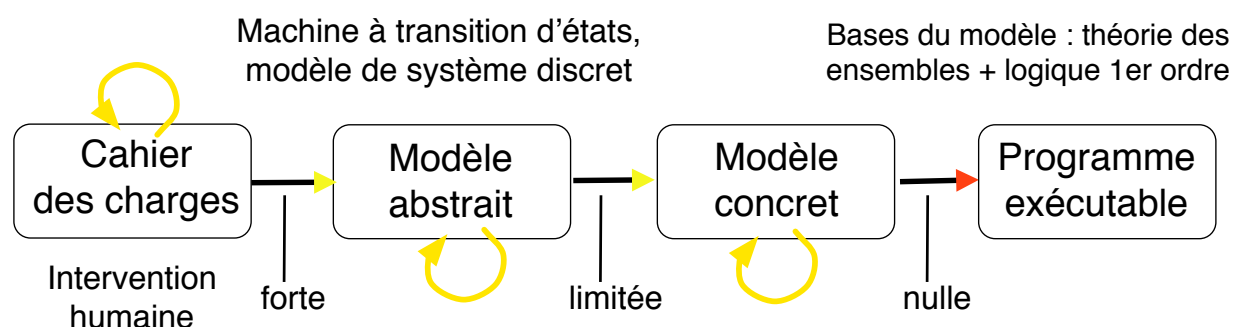 Machine à transition d'états,
modèle de système discret
Bases du modèle : théorie des
ensembles + logique 1er ordre
Cahier
des charges
Modèle
abstrait
Modèle
concret
Programme
exécutable
Intervention
humaine
forte
limitée
nulle